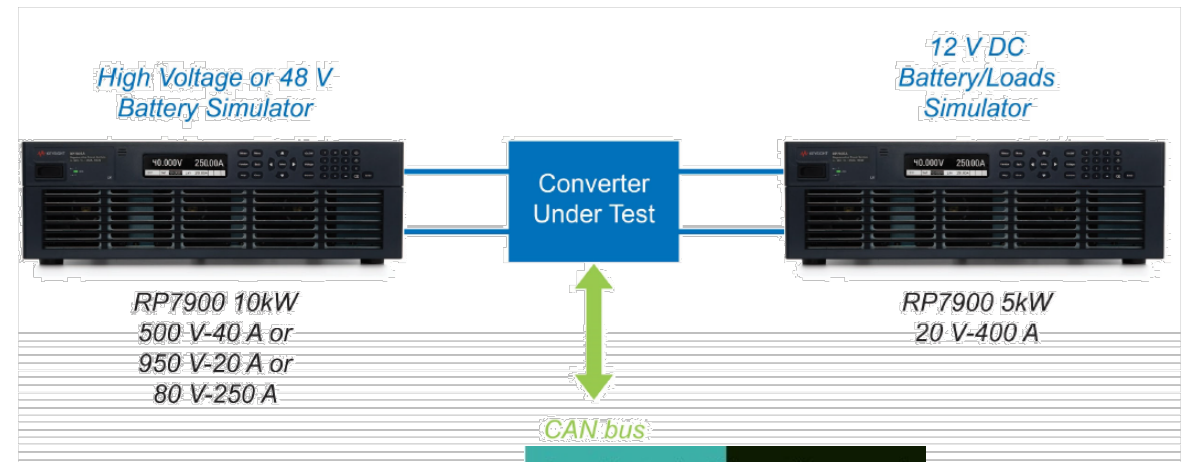 High Voltage or 48 V
Battery Simulator
12 V DC
Battery/Loads
Simulator
KEYSIGHT
40.000V 250.00A
KEYSIGHT
40.000V 250.00A
Converter
Under Test
RP7900 10kW
500 V-40 A or
950 V-20 A or
80 V-250 A
RP7900 5kW
20 V-400 A
CAN bus